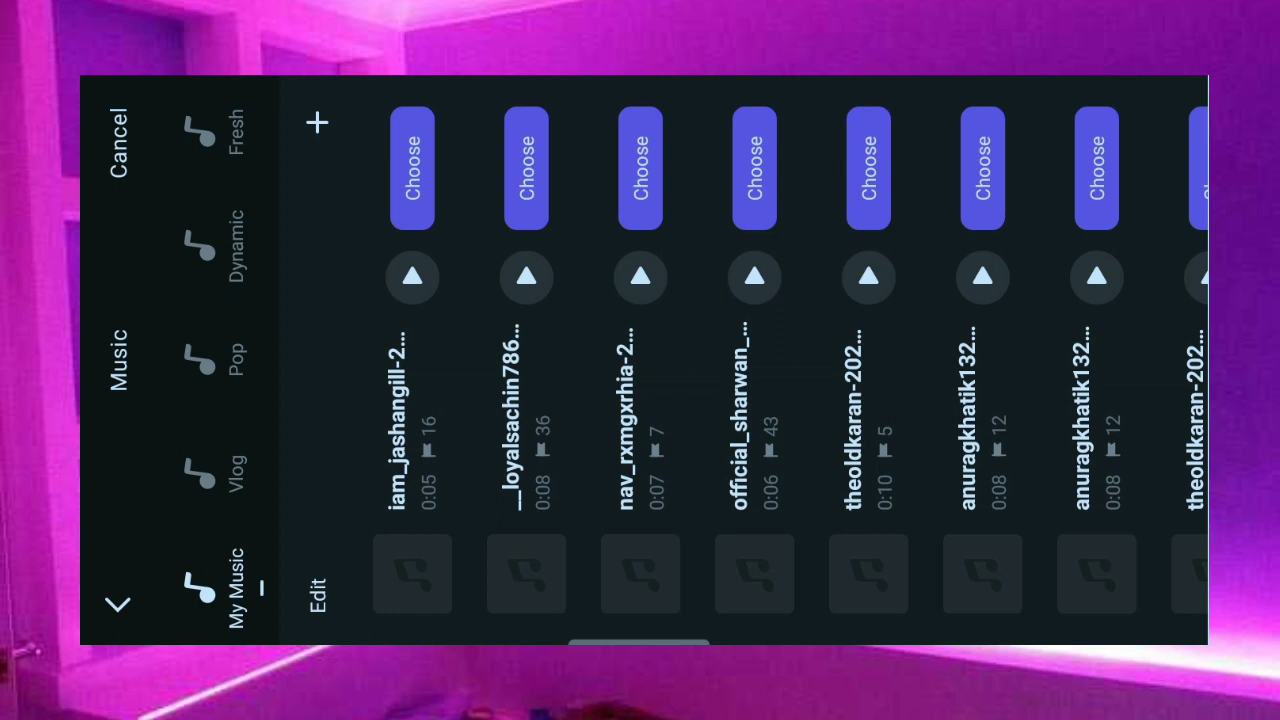 Music
Cancel
My Music
Vlog
Pop
Dynamic
Fresh
Edit
iam_jashangill-2...
0:05 16
Choose
__loyalsachin786...
0:08 36
Choose
nav_rxmgxrhia-2...
0:07 7
Choose
official_sharwan_...
0:06 43
Choose
theoldkaran-202...
0:10 5
Choose
anuragkhatik132...
0:08 12
Choose
anuragkhatik132...
0:08 12
Choose
theoldkaran-202...